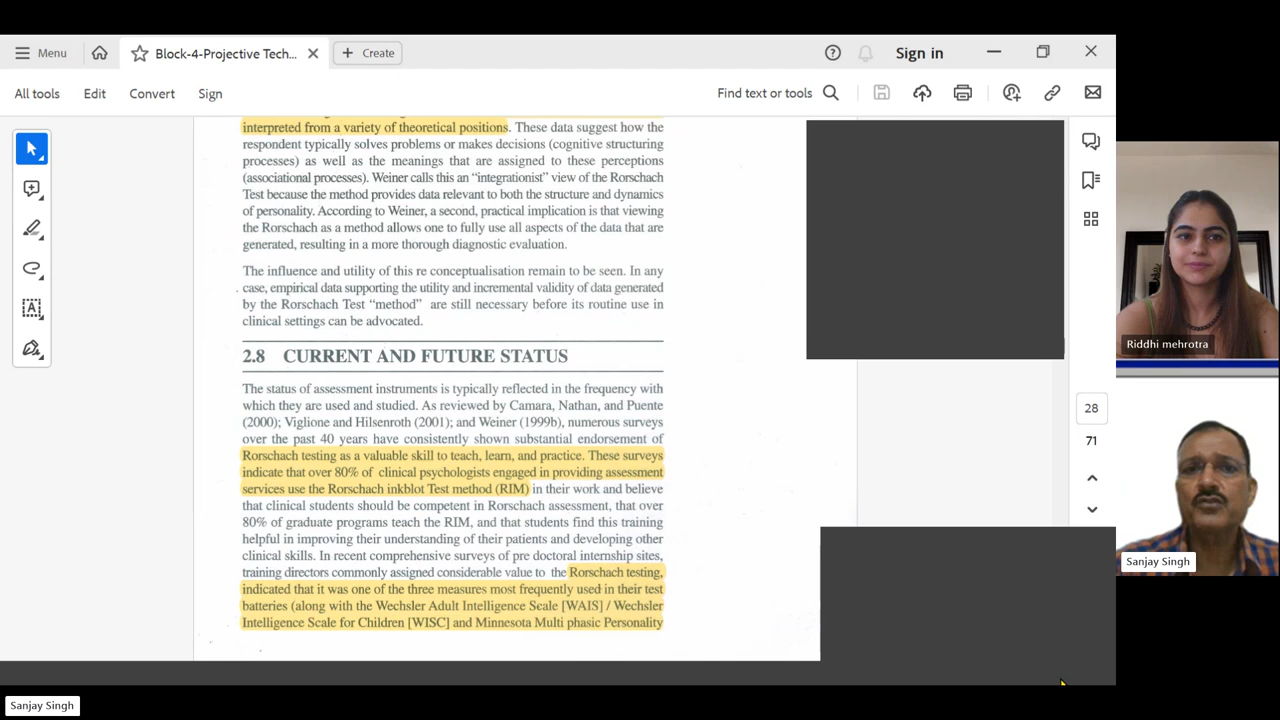 Menu
Block-4-Projective Tech...
Create
Sign in
All tools
Edit
Convert
Sign
Find text or tools
interpreted from a variety of theoretical positions. These data suggest how the
respondent typically solves problems or makes decisions (cognitive structuring
processes) as well as the meanings that are assigned to these perceptions
(associational processes). Weiner calls this an “integrationist” view of the Rorschach
Test because the method provides data relevant to both the structure and dynamics
of personality. According to Weiner, a second, practical implication is that viewing
the Rorschach as a method allows one to fully use all aspects of the data that are
generated, resulting in a more thorough diagnostic evaluation.
The influence and utility of this re conceptualisation remain to be seen. In any
case, empirical data supporting the utility and incremental validity of data generated
by the Rorschach Test “method” are still necessary before its routine use in
clinical settings can be advocated.
2.8 CURRENT AND FUTURE STATUS
The status of assessment instruments is typically reflected in the frequency with
which they are used and studied. As reviewed by Camara, Nathan, and Puente
(2000); Viglione and Hilsenroth (2001); and Weiner (1999b), numerous surveys
over the past 40 years have consistently shown substantial endorsement of
Rorschach testing as a valuable skill to teach, learn, and practice. These surveys
indicate that over 80% of clinical psychologists engaged in providing assessment
services use the Rorschach inkblot Test method (RIM) in their work and believe
that clinical students should be competent in Rorschach assessment, that over
80% of graduate programs teach the RIM, and that students find this training
helpful in improving their understanding of their patients and developing other
clinical skills. In recent comprehensive surveys of pre doctoral internship sites,
training directors commonly assigned considerable value to the Rorschach testing,
indicated that it was one of the three measures most frequently used in their test
batteries (along with the Wechsler Adult Intelligence Scale [WAIS] / Wechsler
Intelligence Scale for Children [WISC] and Minnesota Multi phasic Personality
28
71
Riddhi mehrotra
Sanjay Singh
Sanjay Singh